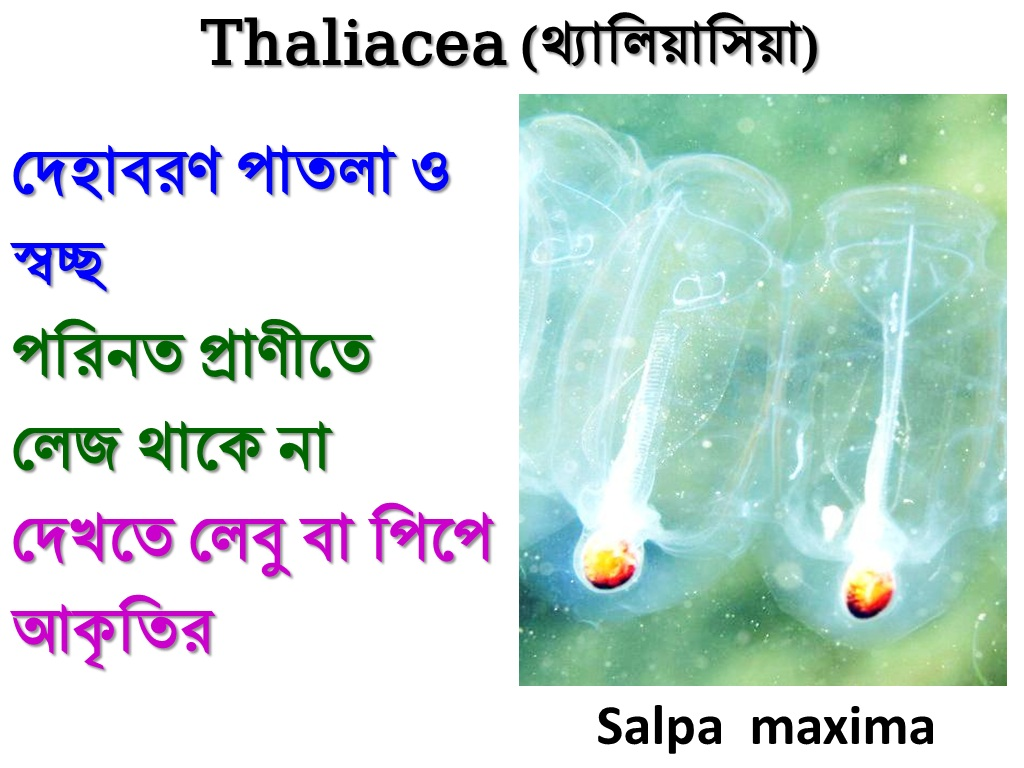 Thaliacea (থ্যালিয়াসিয়া)
দেহাবরণ পাতলা ও
স্বচ্ছ
পরিনত প্রাণীতে
লেজ থাকে না
দেখতে লেবু বা পিপে
আকৃতির
Salpa maxima